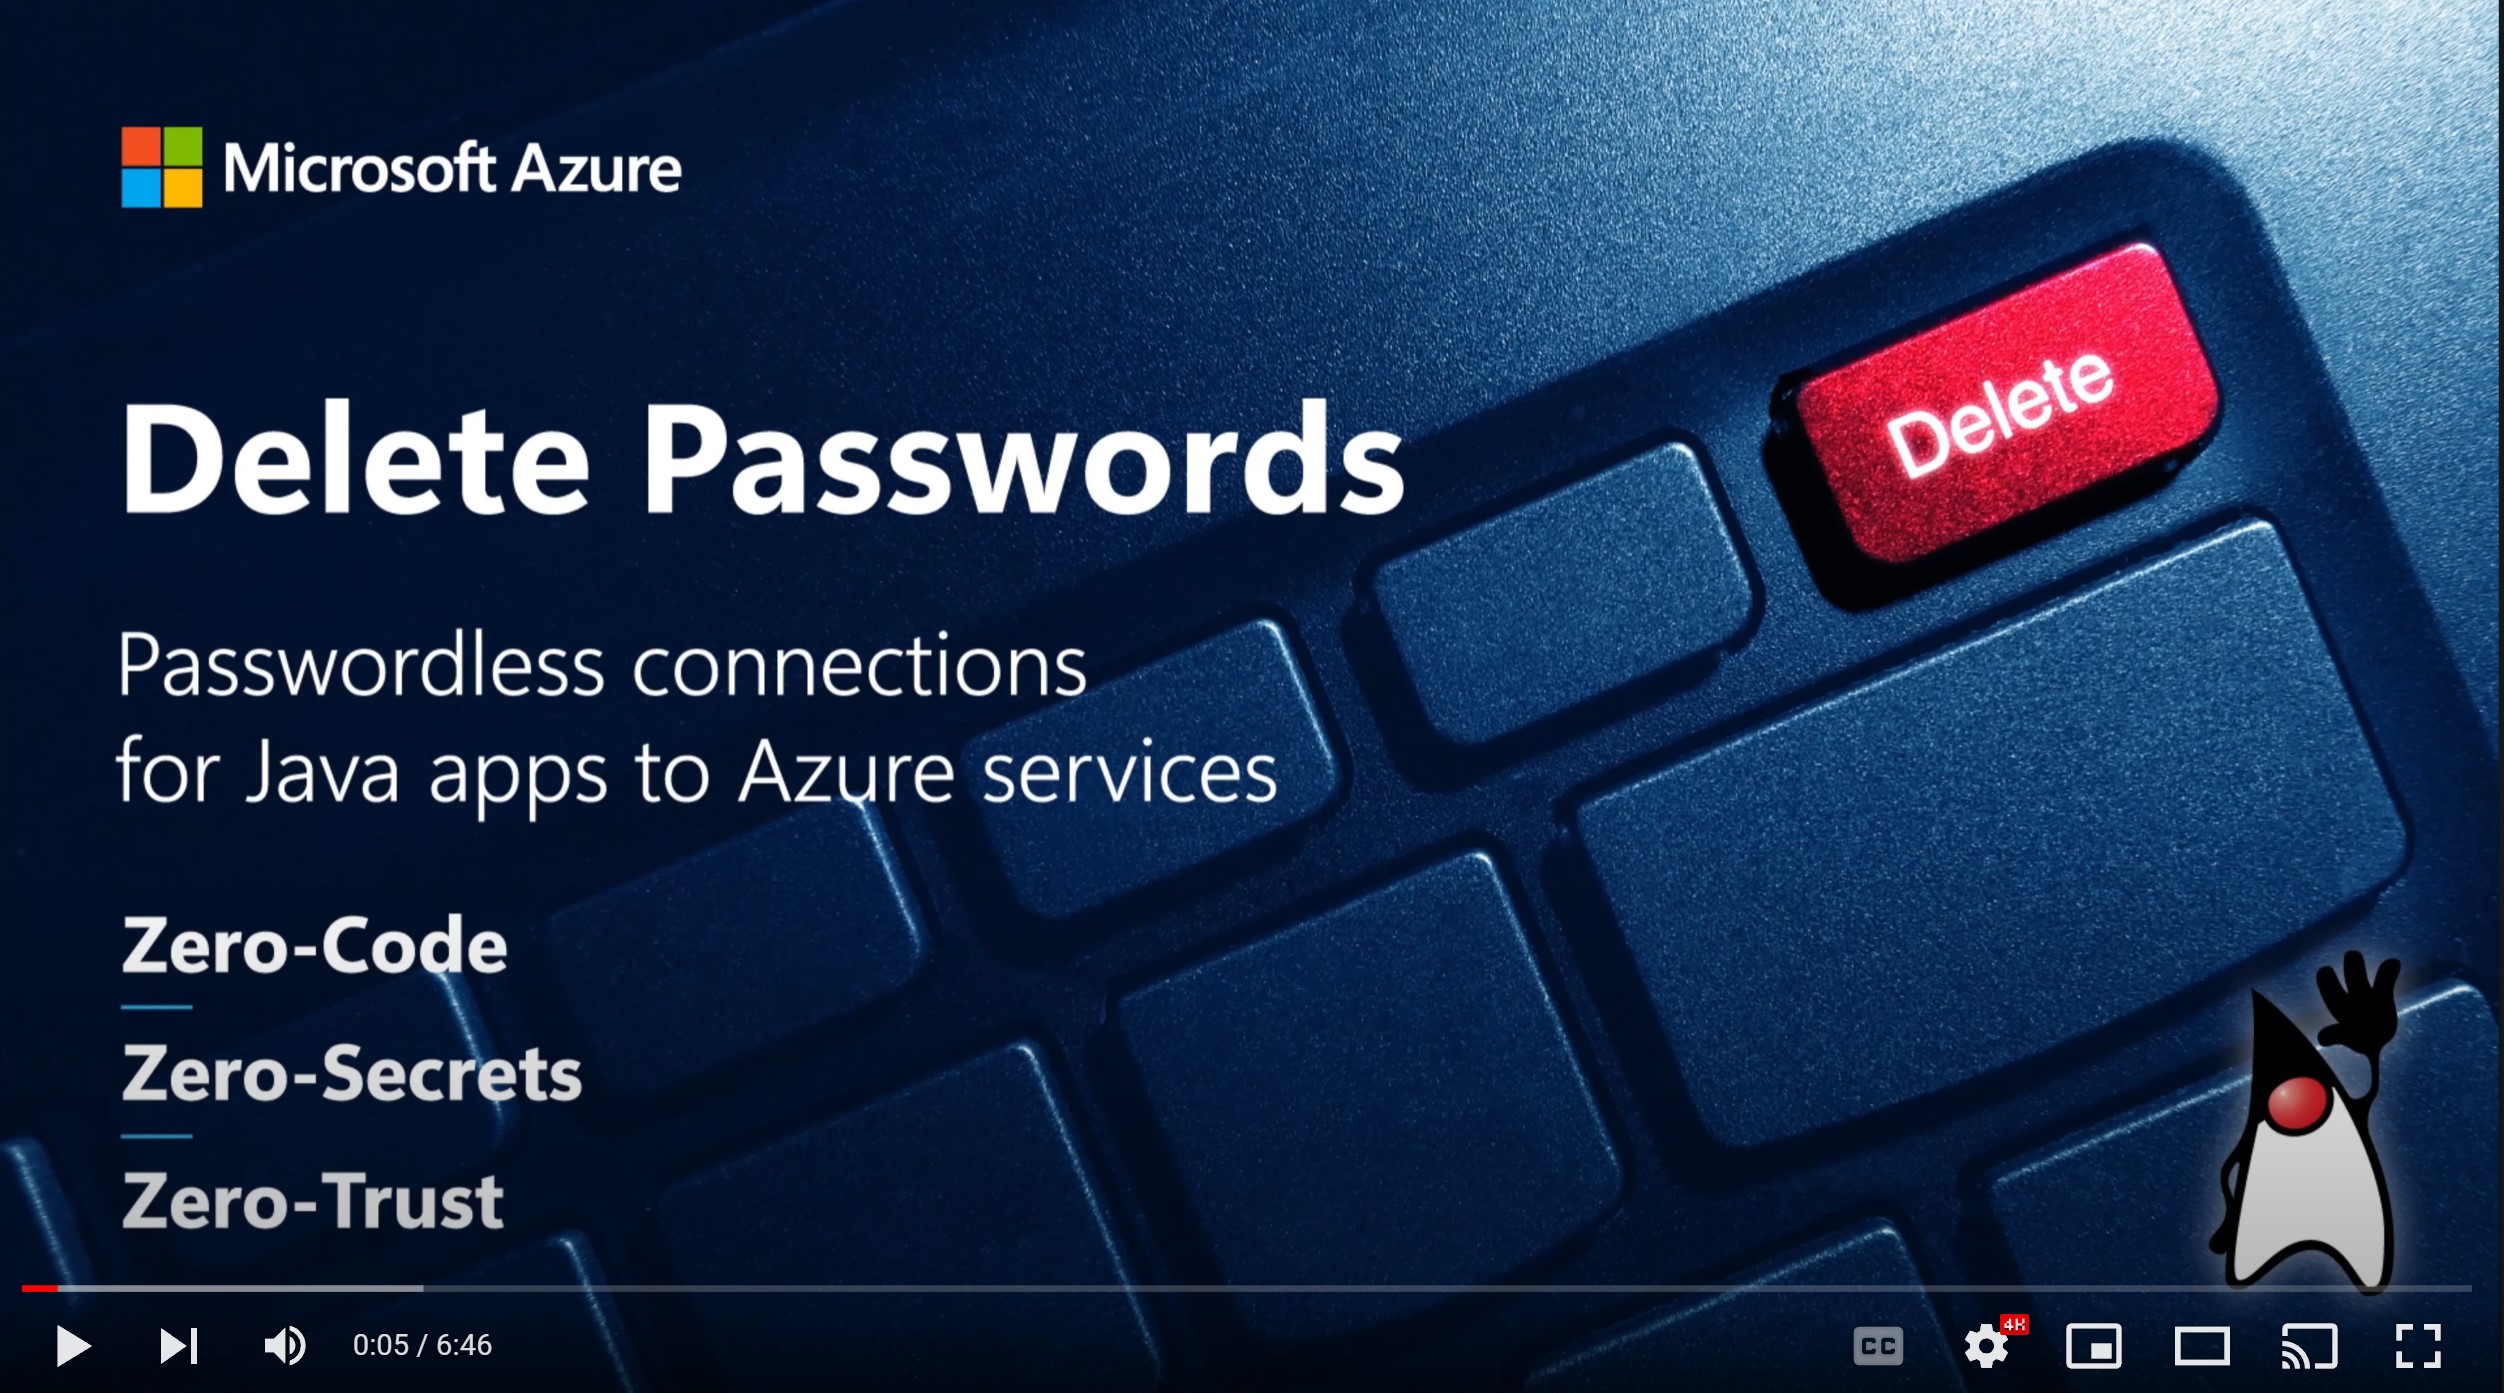 Microsoft Azure
Delete
Delete Passwords
Passwordless connections
for Java apps to Azure services
Zero-Code
Zero-Secrets
Zero-Trust
0:05 / 6:46
CC
4K